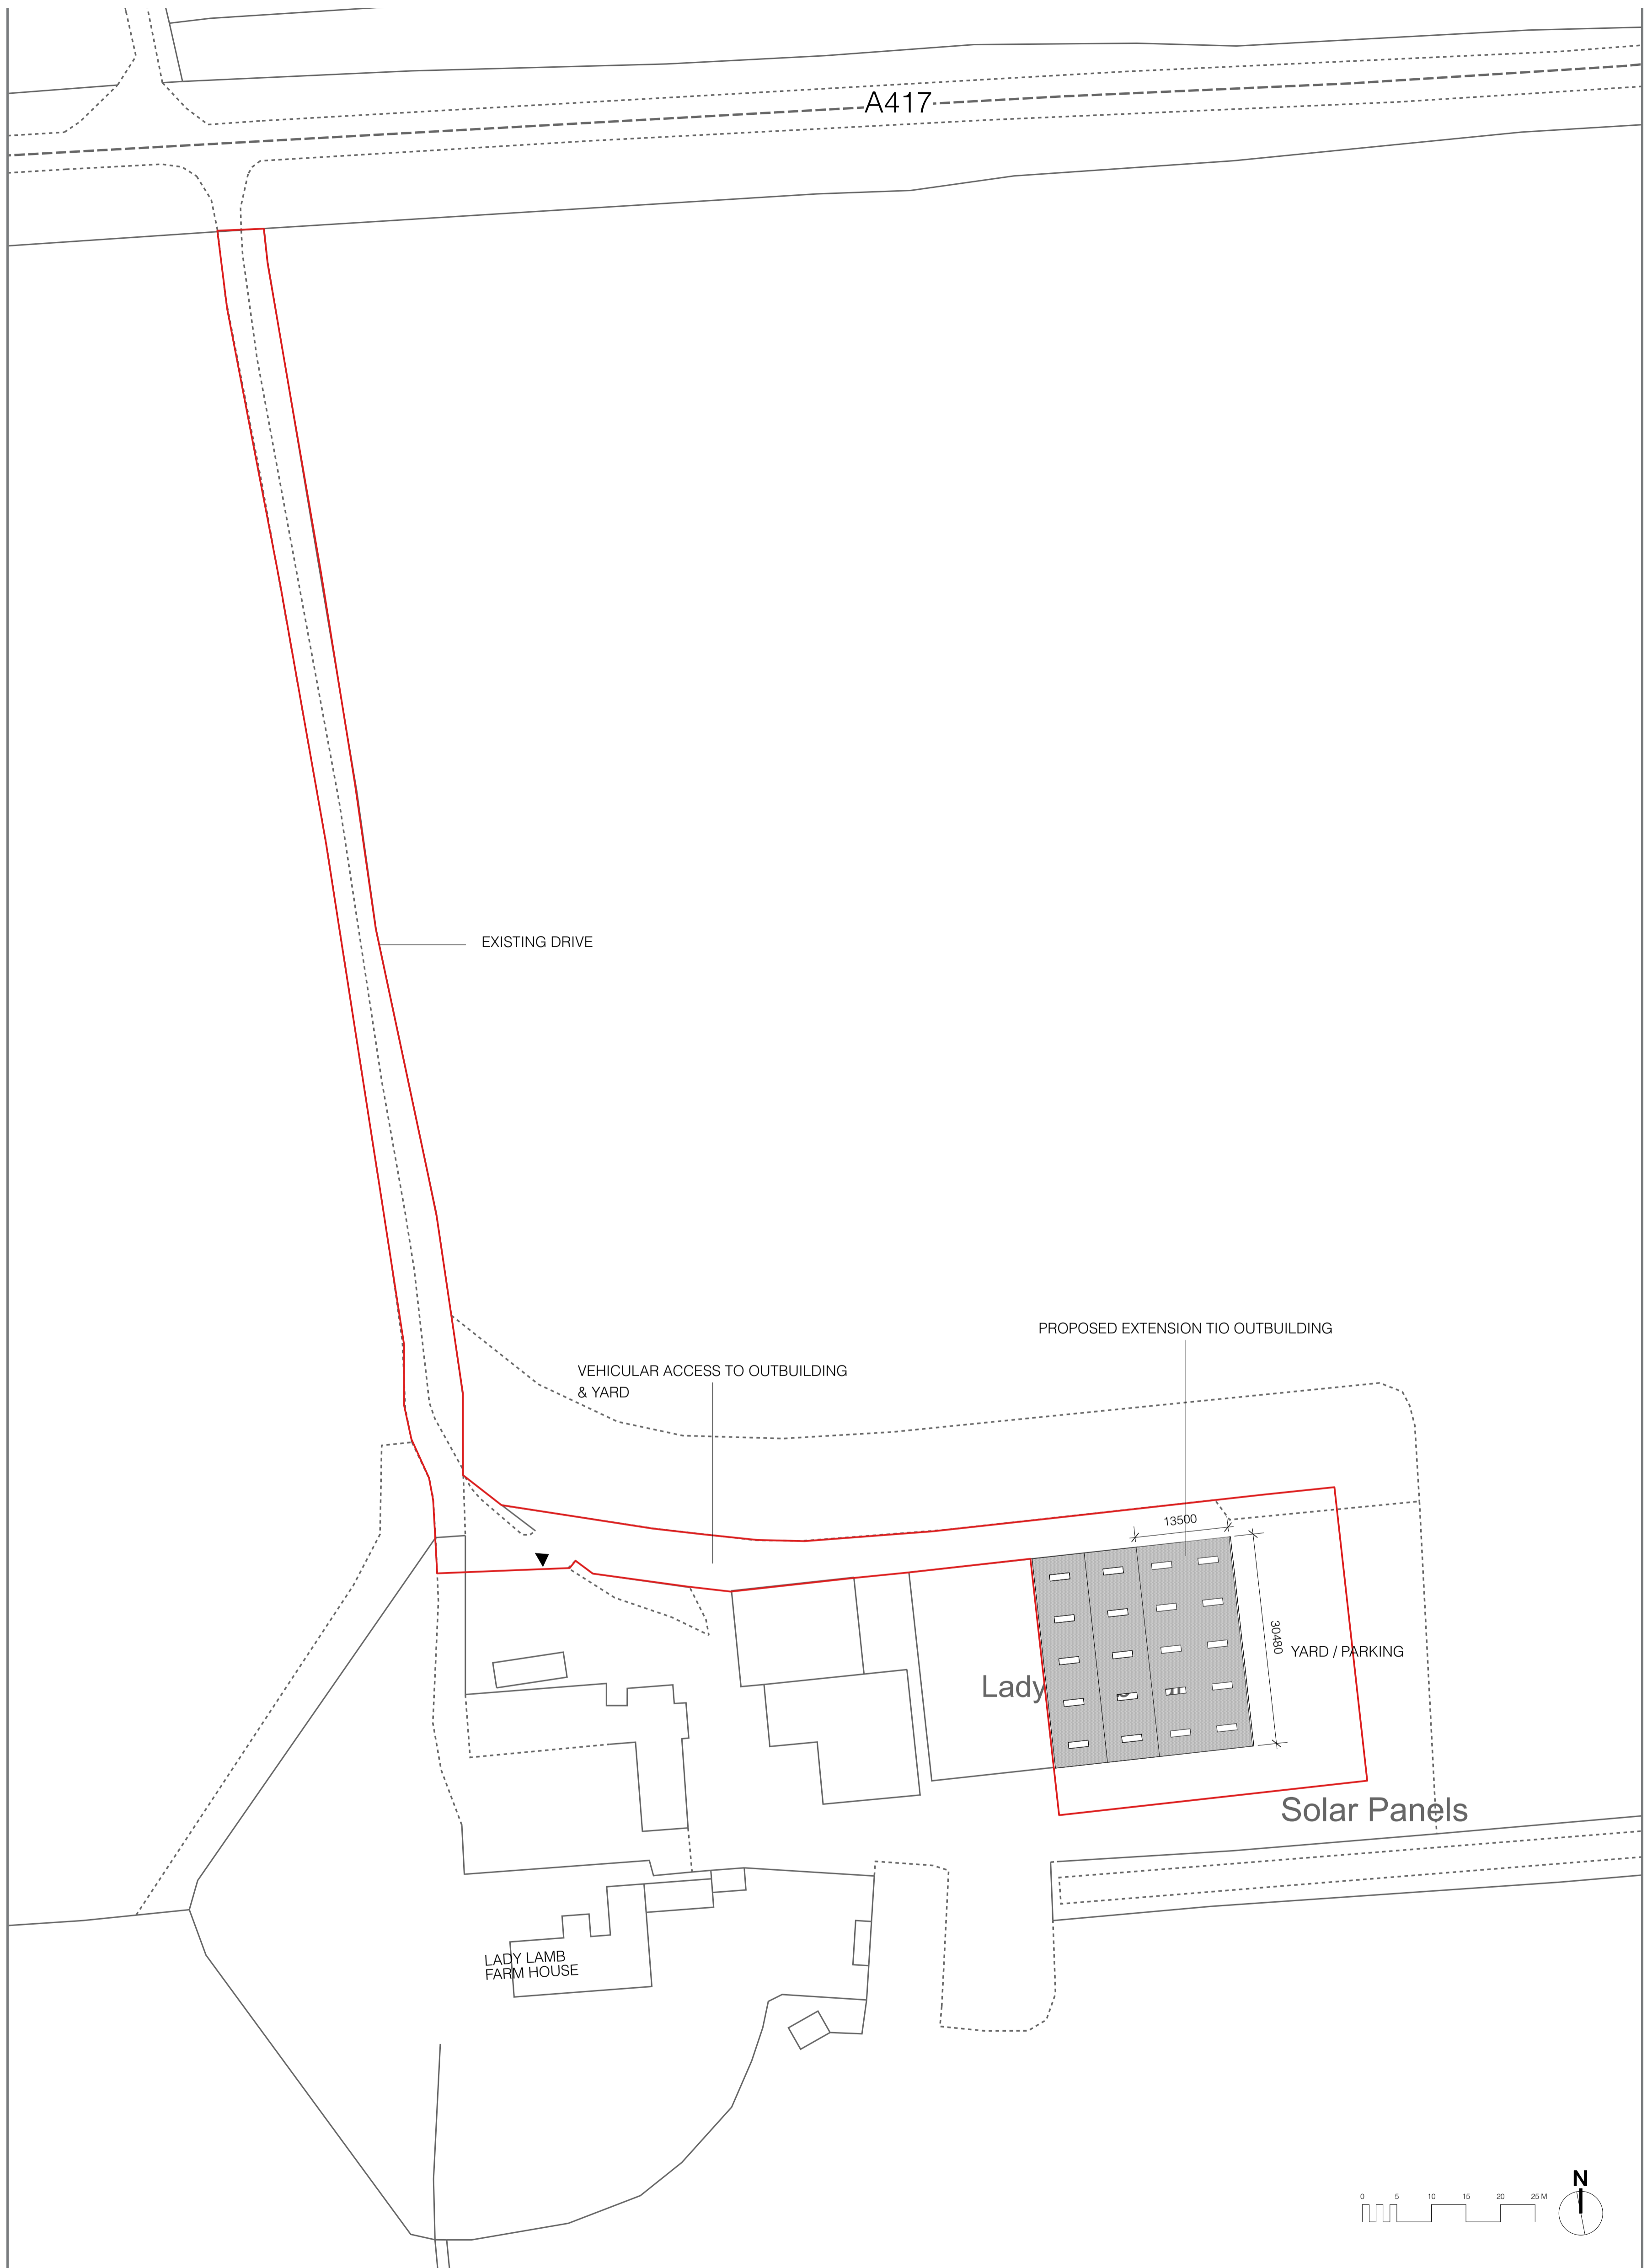 A417
EXISTING DRIVE
PROPOSED EXTENSION TIO OUTBUILDING
VEHICULAR ACCESS TO OUTBUILDING
& YARD
13500
30480
YARD / PARKING
Lady
Solar Panels
LADY LAMB
FARM HOUSE
N
0 5 10 15 20 25 M